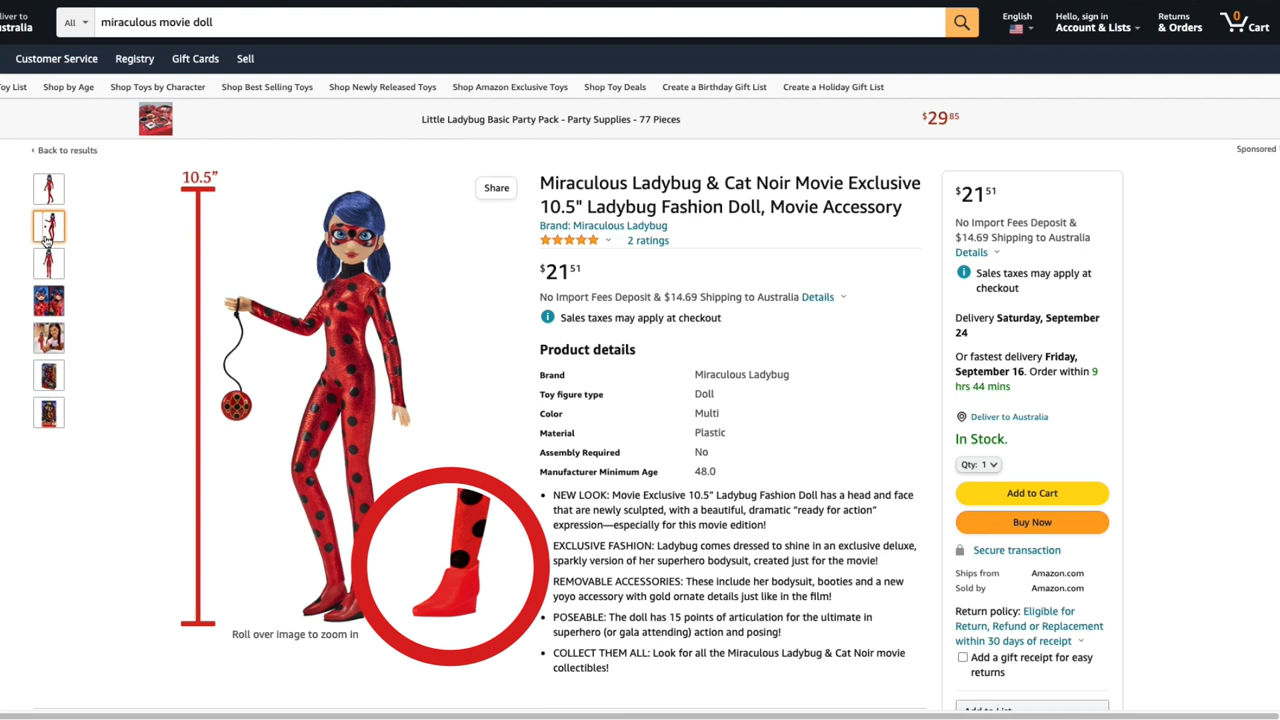 liver to
ustralia
All
miraculous movie doll
English
Hello, sign in
Account & Lists
Returns
& Orders
0
Cart
Customer Service
Registry
Gift Cards
Sell
oy List
Shop by Age
Shop Toys by Character
Shop Best Selling Toys
Shop Newly Released Toys
Shop Amazon Exclusive Toys
Shop Toy Deals
Create a Birthday Gift List
Create a Holiday Gift List
Little Ladybug Basic Party Pack - Party Supplies - 77 Pieces
$29 85
‹ Back to results
Sponsored
10.5”
Share
Miraculous Ladybug & Cat Noir Movie Exclusive
10.5" Ladybug Fashion Doll, Movie Accessory
Brand: Miraculous Ladybug
2 ratings
$21 51
No Import Fees Deposit & $14.69 Shipping to Australia Details
Sales taxes may apply at checkout
Product details
Brand Miraculous Ladybug
Toy figure type Doll
Color Multi
Material Plastic
Assembly Required No
Manufacturer Minimum Age 48.0
• NEW LOOK: Movie Exclusive 10.5” Ladybug Fashion Doll has a head and face
that are newly sculpted, with a beautiful, dramatic “ready for action”
expression—especially for this movie edition!
EXCLUSIVE FASHION: Ladybug comes dressed to shine in an exclusive deluxe,
sparkly version of her superhero bodysuit, created just for the movie!
REMOVABLE ACCESSORIES: These include her bodysuit, booties and a new
yoyo accessory with gold ornate details just like in the film!
• POSEABLE: The doll has 15 points of articulation for the ultimate in
superhero (or gala attending) action and posing!
• COLLECT THEM ALL: Look for all the Miraculous Ladybug & Cat Noir movie
collectibles!
Roll over image to zoom in
$21 51
No Import Fees Deposit &
$14.69 Shipping to Australia
Details
Sales taxes may apply at
checkout
Delivery Saturday, September
24
Or fastest delivery Friday,
September 16. Order within 9
hrs 44 mins
Deliver to Australia
In Stock.
Qty: 1
Add to Cart
Buy Now
Secure transaction
Ships from Amazon.com
Sold by Amazon.com
Return policy: Eligible for
Return, Refund or Replacement
within 30 days of receipt
Add a gift receipt for easy
returns
Add to List